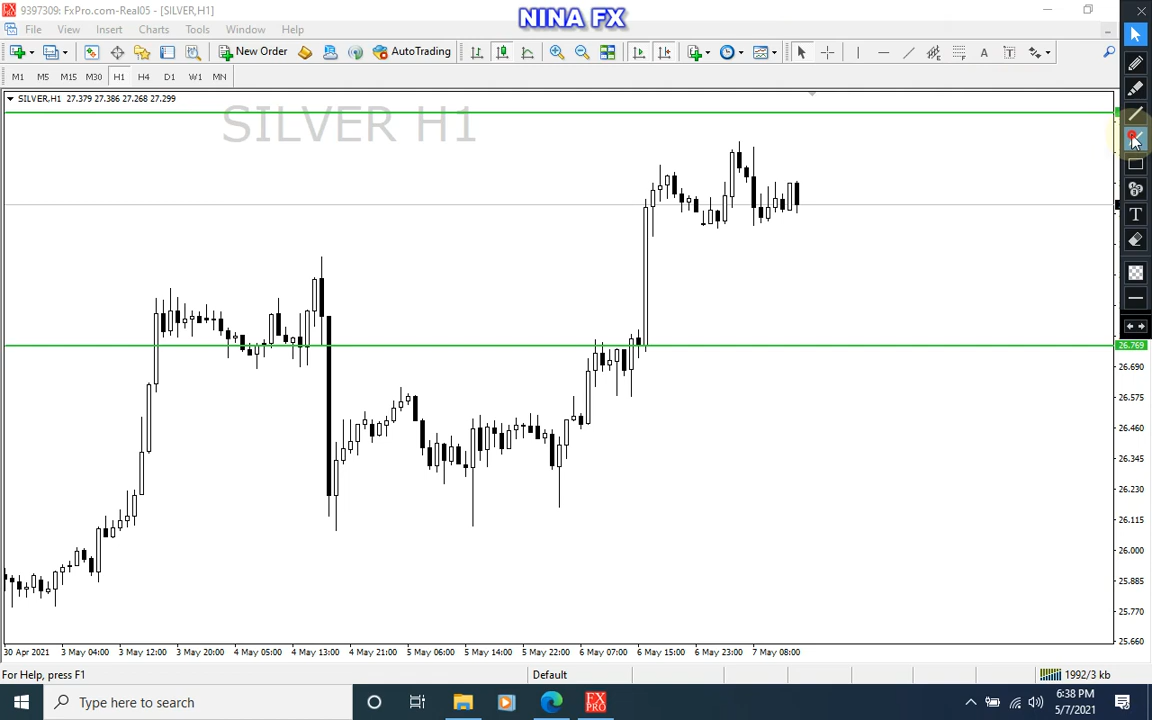 9397309: FxPro.com-Real05 - [SILVER,H1]
NINA FX
File View Insert Charts Tools Window Help
New Order AutoTrading
M1 M5 M15 M30 H1 H4 D1 W1 MN
SILVER,H1 27.379 27.386 27.268 27.299
SILVER H1
26.769
26.690
26.575
26.460
26.345
26.230
26.115
26.000
25.885
25.770
25.660
30 Apr 2021 3 May 04:00 3 May 12:00 3 May 20:00 4 May 05:00 4 May 13:00 4 May 21:00 5 May 06:00 5 May 14:00 5 May 22:00 6 May 07:00 6 May 15:00 6 May 23:00 7 May 08:00
For Help, press F1 Default 1992/3 kb
Type here to search
6:38 PM
5/7/2021